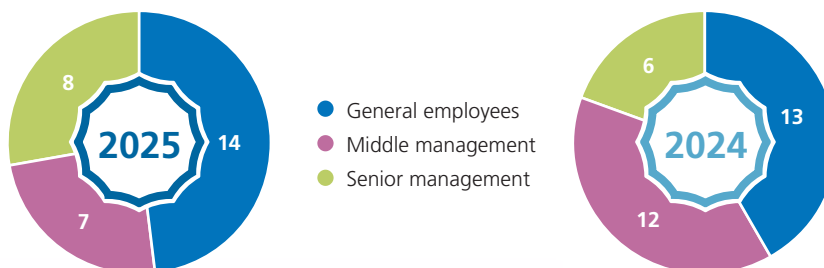 8
14
7
2025
General employees
Middle management
Senior management
6
13
12
2024